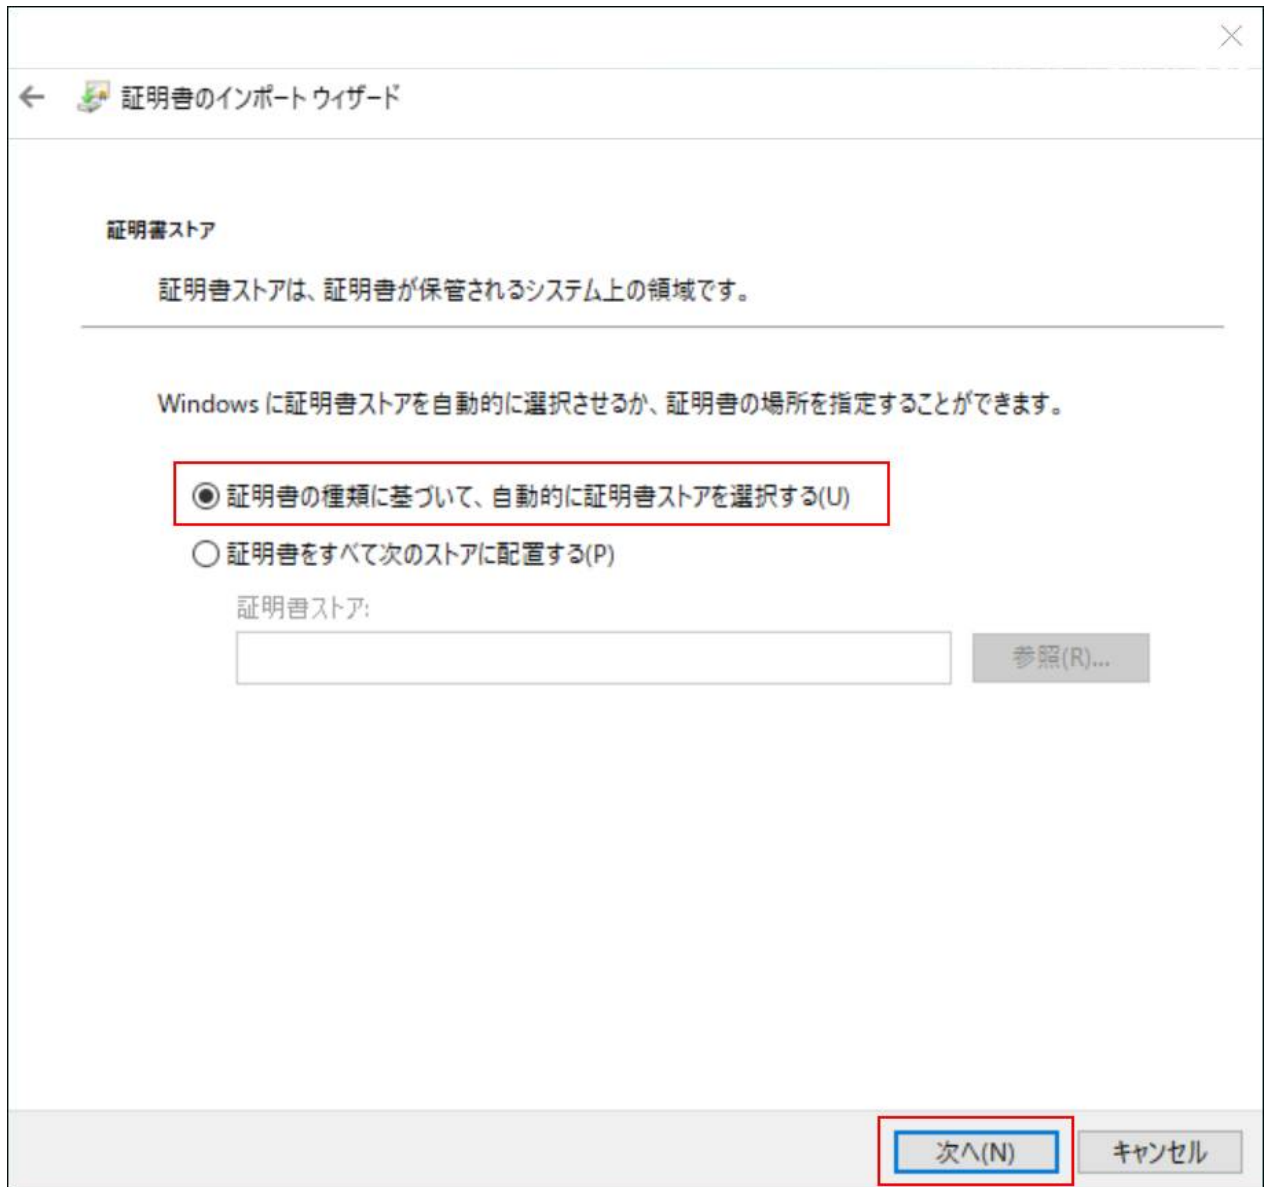 証明書のインポート ウィザード
証明書ストア
証明書ストアは、証明書が保管されるシステム上の領域です。
Windows に証明書ストアを自動的に選択させるか、証明書の場所を指定することができます。
証明書の種類に基づいて、自動的に証明書ストアを選択する(U)
証明書をすべて次のストアに配置する(P)
証明書ストア:
参照(R)...
次へ(N) キャンセル